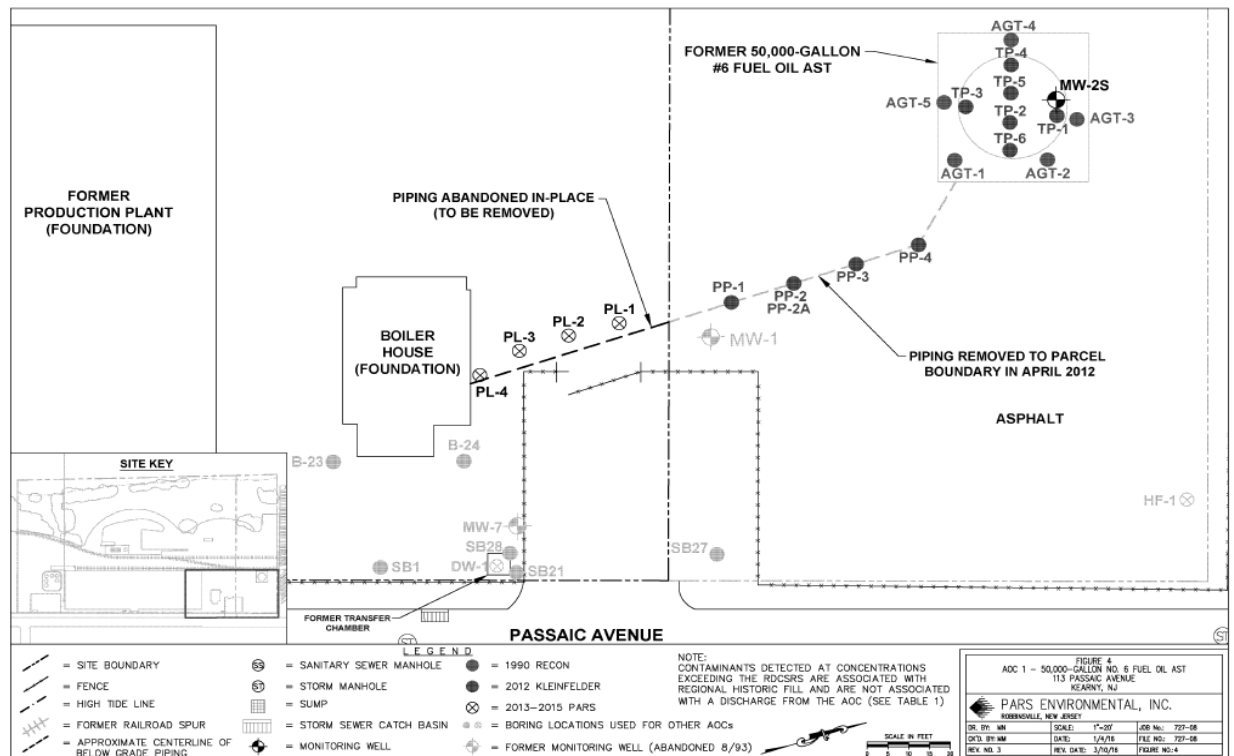 AGT-4
FORMER 50,000-GALLON
#6 FUEL OIL AST
TP-4
TP-5
MW-2S
AGT-5
TP-3
TP-2
TP-1
AGT-3
TP-6
AGT-1
AGT-2
FORMER
PRODUCTION PLANT
(FOUNDATION)
PIPING ABANDONED IN-PLACE
(TO BE REMOVED)
PP-4
PP-3
PP-2
PP-2A
PP-1
PL-1
PL-2
PL-3
PL-4
BOILER
HOUSE
(FOUNDATION)
MW-1
PIPING REMOVED TO PARCEL
BOUNDARY IN APRIL 2012
ASPHALT
B-24
B-23
SITE KEY
HF-1
MW-7
SB28
DW-1
SB21
SB1
SB27
FORMER TRANSFER
CHAMBER
ST
ST
PASSAIC AVENUE
LEGEND
= SITE BOUNDARY
= FENCE
= HIGH TIDE LINE
= FORMER RAILROAD SPUR
= APPROXIMATE CENTERLINE OF
BELOW GRADE PIPING
SS = SANITARY SEWER MANHOLE
ST = STORM MANHOLE
= SUMP
= STORM SEWER CATCH BASIN
= MONITORING WELL
= 1990 RECON
= 2012 KLEINFELDER
= 2013-2015 PARS
= BORING LOCATIONS USED FOR OTHER AOCs
= FORMER MONITORING WELL (ABANDONED 8/93)
NOTE:
CONTAMINANTS DETECTED AT CONCENTRATIONS
EXCEEDING THE RDCSRS ARE ASSOCIATED WITH
REGIONAL HISTORIC FILL AND ARE NOT ASSOCIATED
WITH A DISCHARGE FROM THE AOC (SEE TABLE 1)
SCALE IN FEET
0 5 10 15 20
FIGURE 4
AOC 1 - 50,000-GALLON NO. 6 FUEL OIL AST
113 PASSAIC AVENUE
KEARNY, NJ
PARS ENVIRONMENTAL, INC.
ROBBINSVILLE, NEW JERSEY
DR. BY: MN SCALE: 1"=20' JOB No.: 727-08
CK'D. BY: DATE: 1/4/16 FILE NO.: 727-08
REV. NO. 3 REV. DATE: 3/10/16 FIGURE NO.: 4